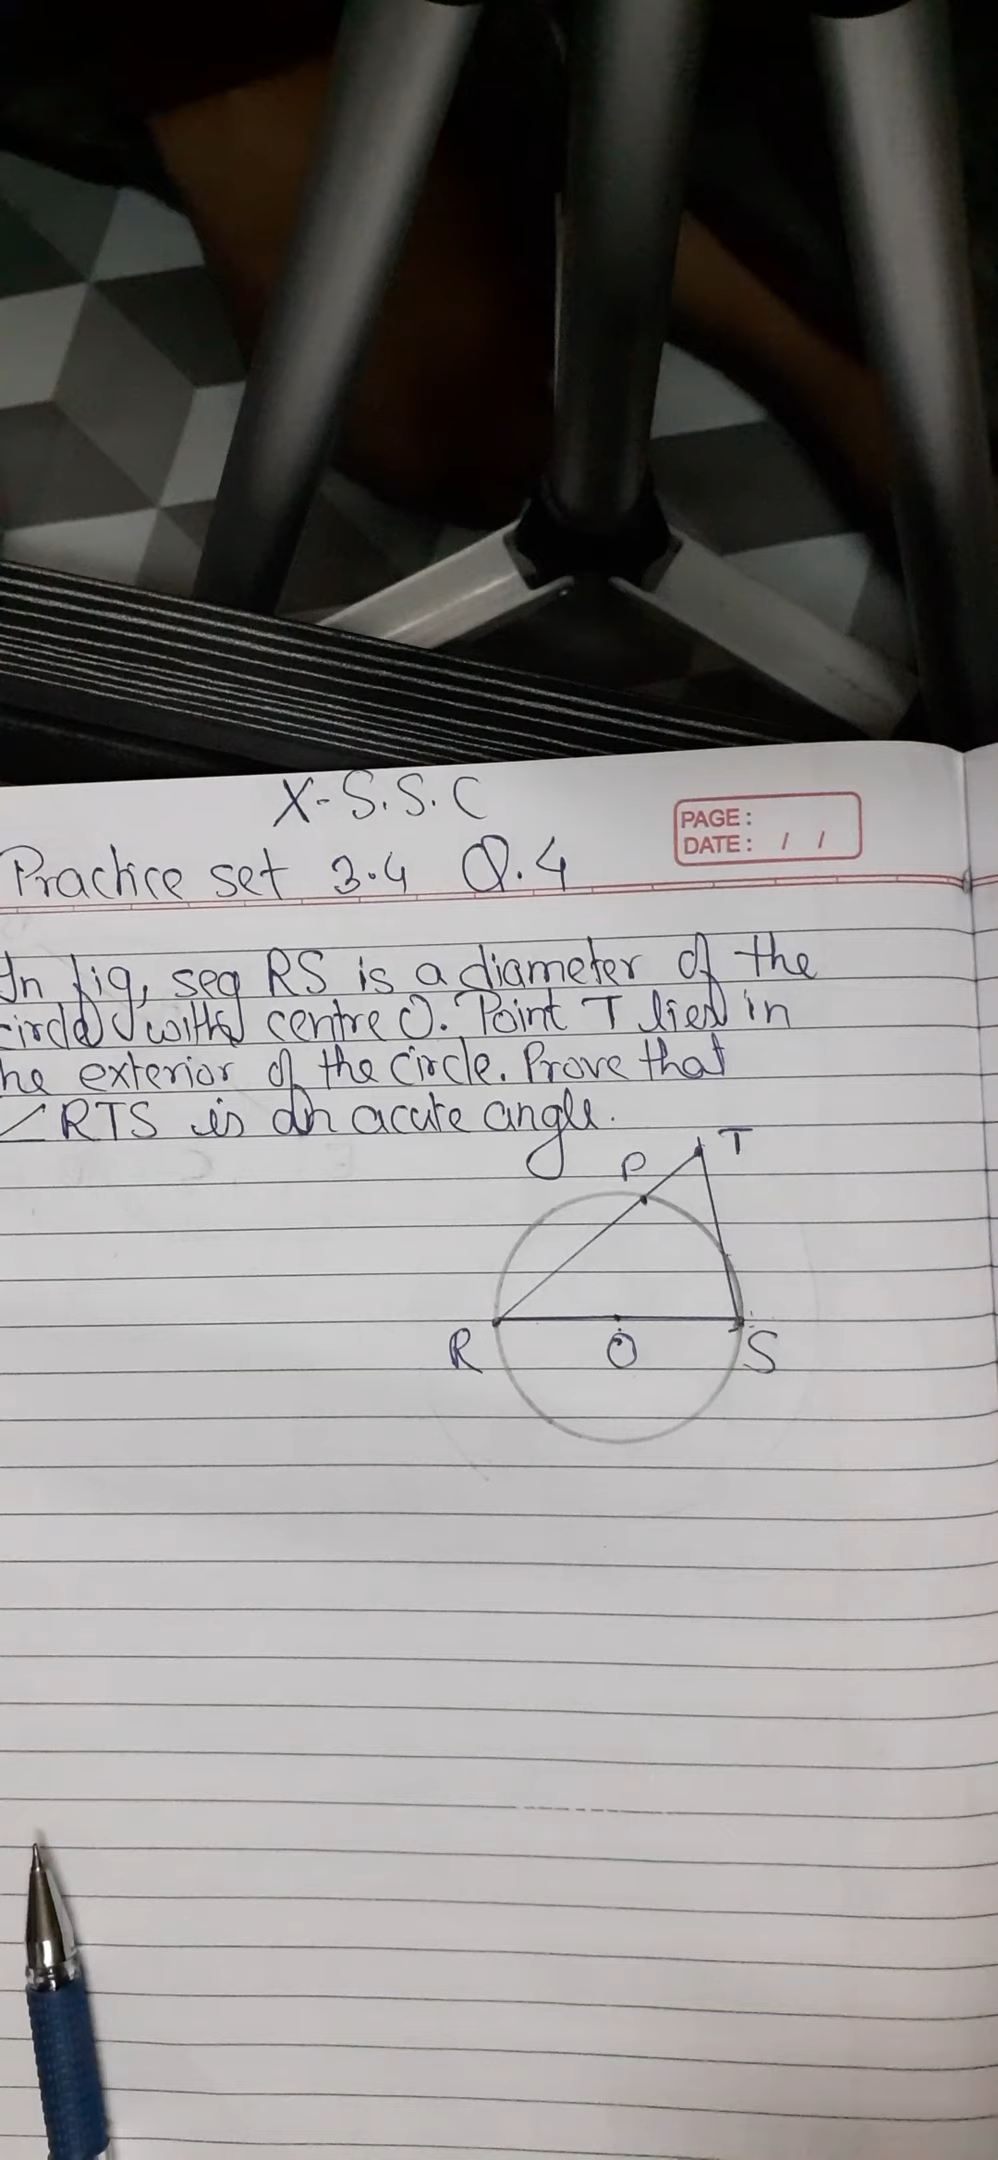 X-S.S.C
PAGE:
DATE: / /
Practice set 3.4 Q.4
In fig, seg RS is a diameter of the
circle with centre O. Point T lies in
he exterior of the circle. Prove that
∠RTS is an acute angle.
P T
R O S